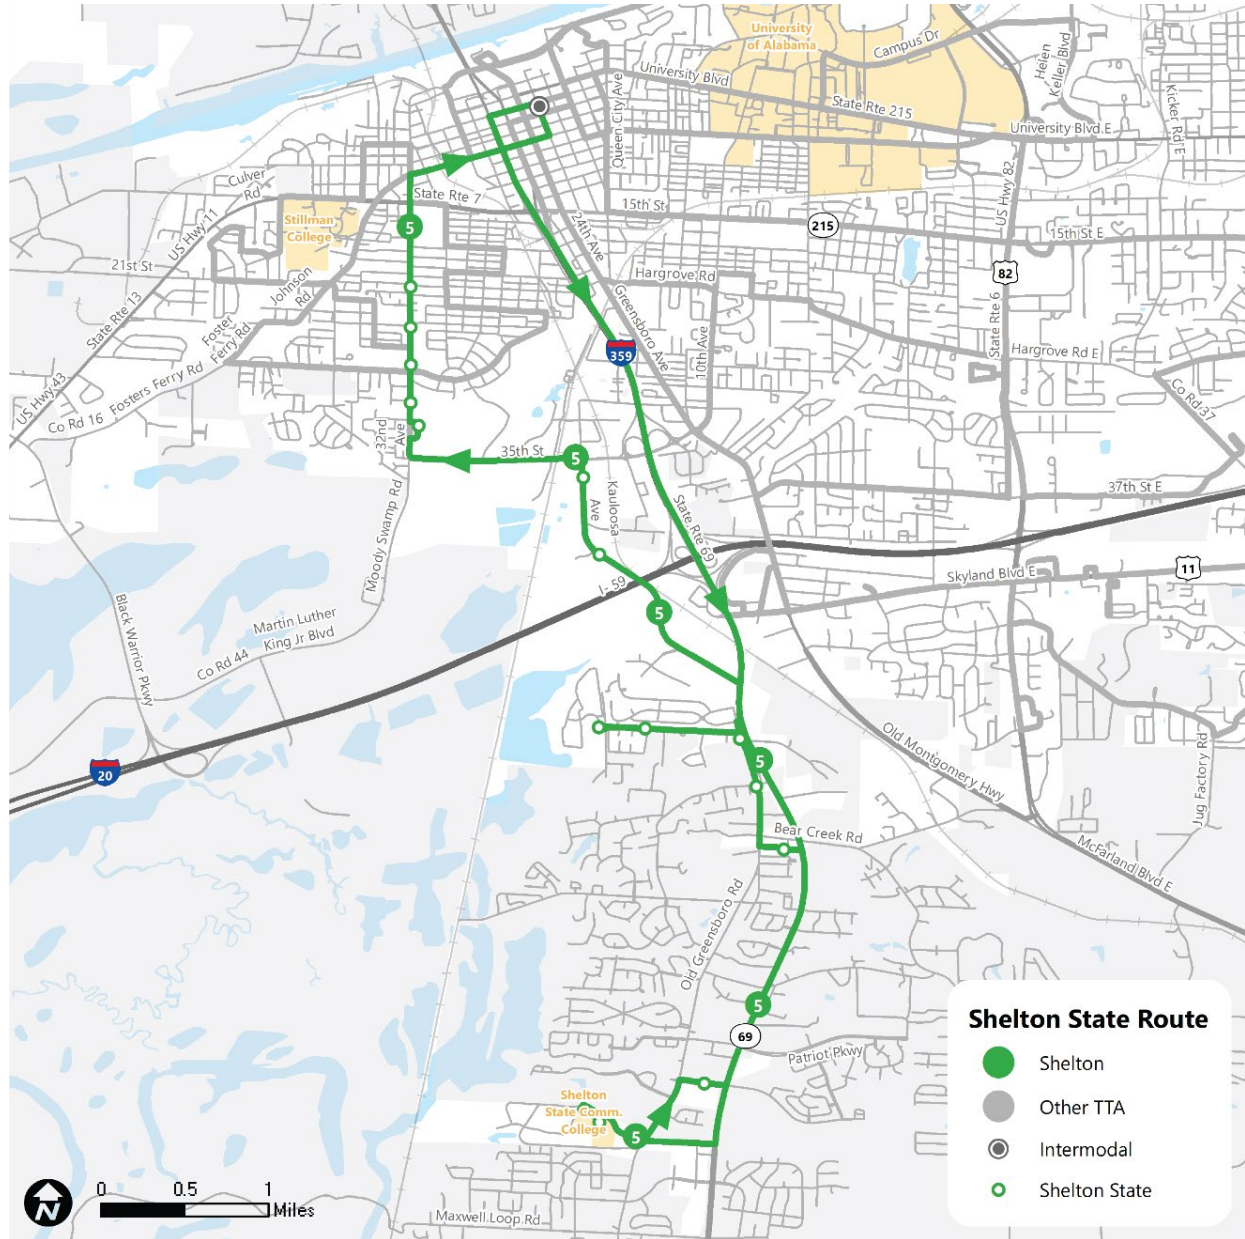 University
of Alabama
Campus Dr
Helen
Keller Blvd
University Blvd
Queen City Ave
State Rte 215
Kicker Rd E
University Blvd E
Culver
Rd
State Rte 7
US Hwy 82
US Hwy 11
Stillman
College
5
24th Ave
15th St
215
15th St E
21st St
Johnson
Rd
Hargrove Rd
82
State Rte 13
Foster
Ferry Rd
Greensboro Ave
State Rte 6
359
10th Ave
Hargrove Rd E
US Hwy 43
Co Rd 16
Fosters Ferry Rd
Co Rd 37
32nd
Ave
35th St
5
Kauloosa
Ave
37th St E
Moody Swamp Rd
State Rte 69
I- 59
Skyland Blvd E
11
Black Warrior Pkwy
Martin Luther
King Jr Blvd
5
Co Rd 44
Old Montgomery Hwy
5
20
Jug Factory Rd
Bear Creek Rd
McFarland Blvd E
Old Greensboro Rd
5
69
Patriot Pkwy
Shelton
State Comm.
College
5
Maxwell Loop Rd
N
0 0.5 1
Miles
Shelton State Route
Shelton
Other TTA
Intermodal
Shelton State